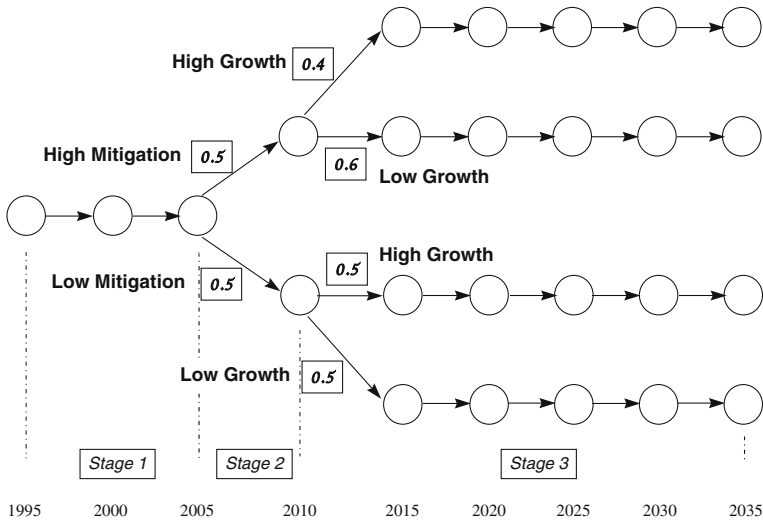 High Growth 0.4
High Mitigation 0.5
0.6 Low Growth
Low Mitigation 0.5
0.5 High Growth
Low Growth 0.5
Stage 1 Stage 2 Stage 3
1995 2000 2005 2010 2015 2020 2025 2030 2035